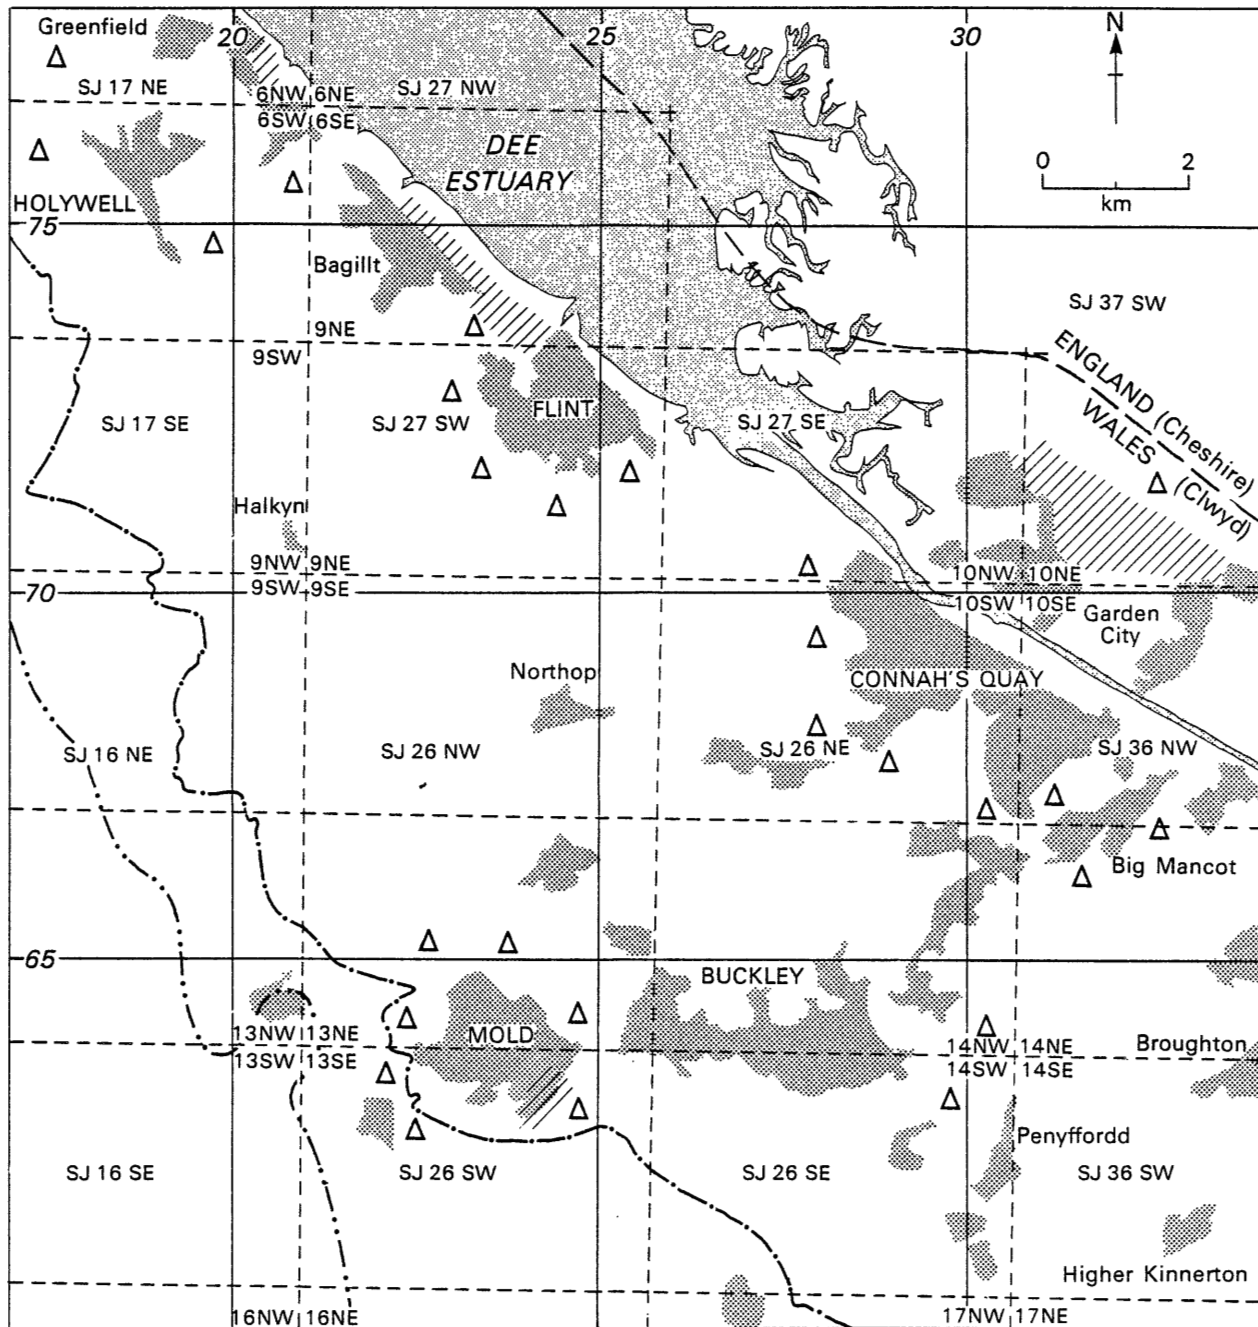 Greenfield
20
25
30
N
SJ 17 NE
6NW 6NE
SJ 27 NW
6SW 6SE
DEE
ESTUARY
0 2
km
HOLYWELL
75
Bagillt
SJ 37 SW
9NE
9SW
ENGLAND (Cheshire)
WALES (Clwyd)
SJ 17 SE
SJ 27 SW
FLINT
SJ 27 SE
Halkyn
9NW 9NE
9SW 9SE
10NW 10NE
10SW 10SE
70
Garden
City
Northop
CONNAH'S QUAY
SJ 16 NE
SJ 26 NW
SJ 26 NE
SJ 36 NW
Big Mancot
65
BUCKLEY
MOLD
13NW 13NE
13SW 13SE
14NW 14NE
14SW 14SE
Broughton
Penyffordd
SJ 16 SE
SJ 26 SW
SJ 26 SE
SJ 36 SW
Higher Kinnerton
16NW 16NE
17NW 17NE